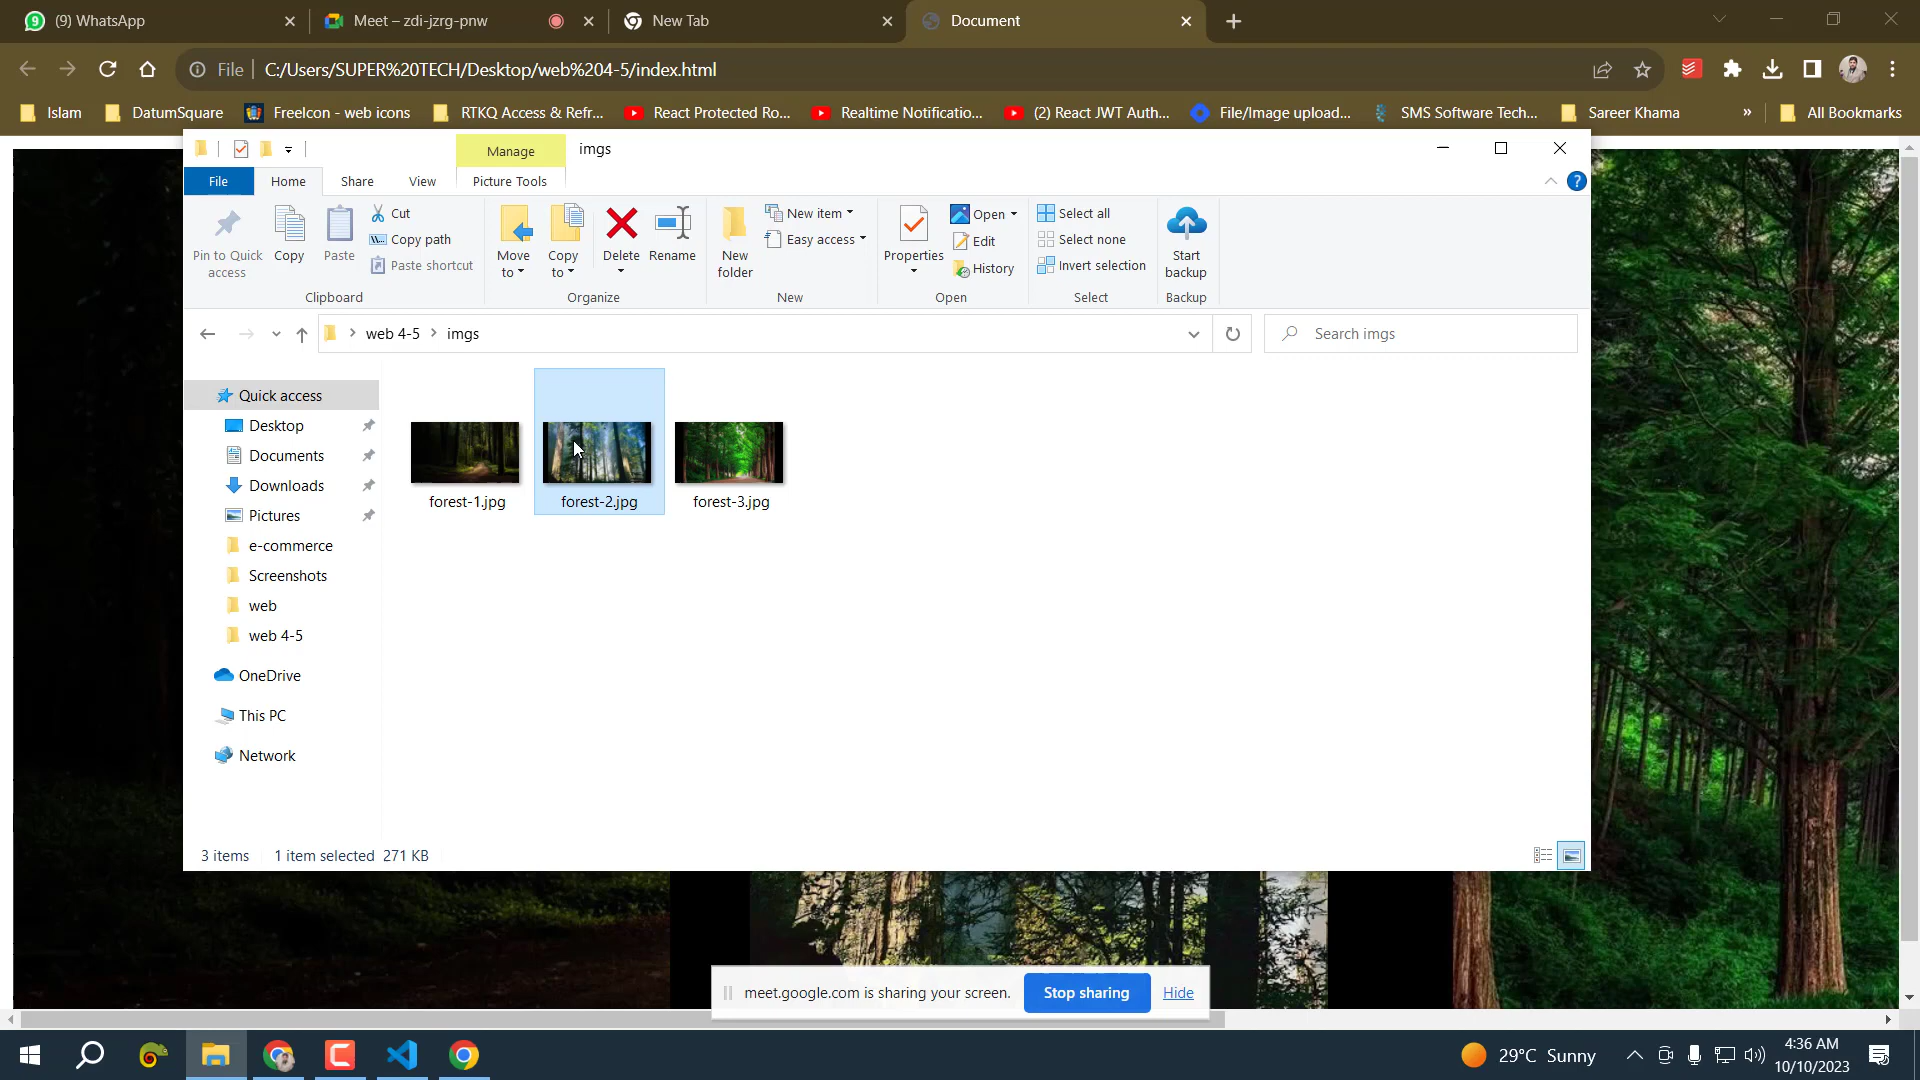 (9) WhatsApp
Meet – zdi-jzrg-pnw
New Tab
Document
File
C:/Users/SUPER%20TECH/Desktop/web%204-5/index.html
Islam
DatumSquare
FreeIcon - web icons
RTKQ Access & Refr...
React Protected Ro...
Realtime Notificatio...
(2) React JWT Auth...
File/Image upload...
SMS Software Tech...
Sareer Khama
»
All Bookmarks
Manage
imgs
File
Home
Share
View
Picture Tools
Pin to Quick access
Copy
Paste
Cut
Copy path
Paste shortcut
Clipboard
Move to
Copy to
Delete
Rename
Organize
New folder
New item
Easy access
New
Properties
Open
Edit
History
Open
Select all
Select none
Invert selection
Select
Start backup
Backup
web 4-5
imgs
Search imgs
Quick access
Desktop
Documents
Downloads
Pictures
e-commerce
Screenshots
web
web 4-5
OneDrive
This PC
Network
forest-1.jpg
forest-2.jpg
forest-3.jpg
3 items
1 item selected 271 KB
meet.google.com is sharing your screen.
Stop sharing
Hide
29°C Sunny
4:36 AM
10/10/2023